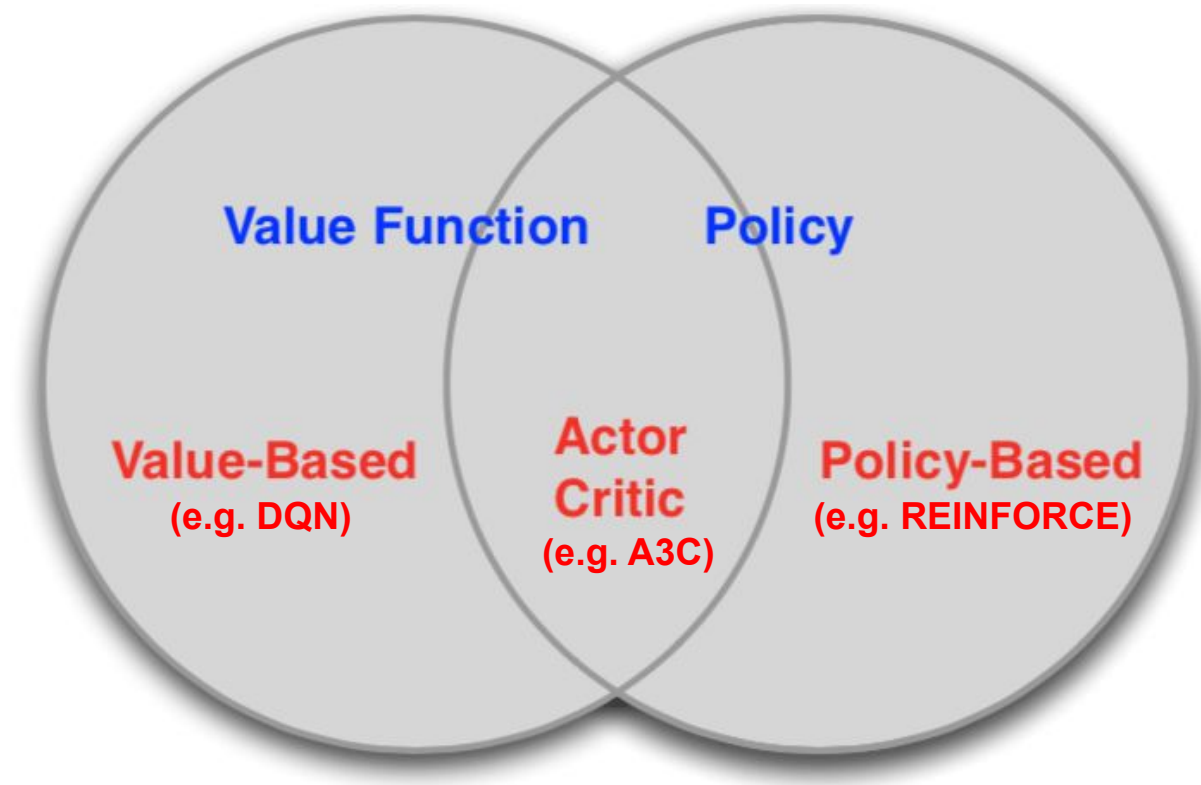 Value Function
Policy
Value-Based
(e.g. DQN)
Actor
Critic
(e.g. A3C)
Policy-Based
(e.g. REINFORCE)